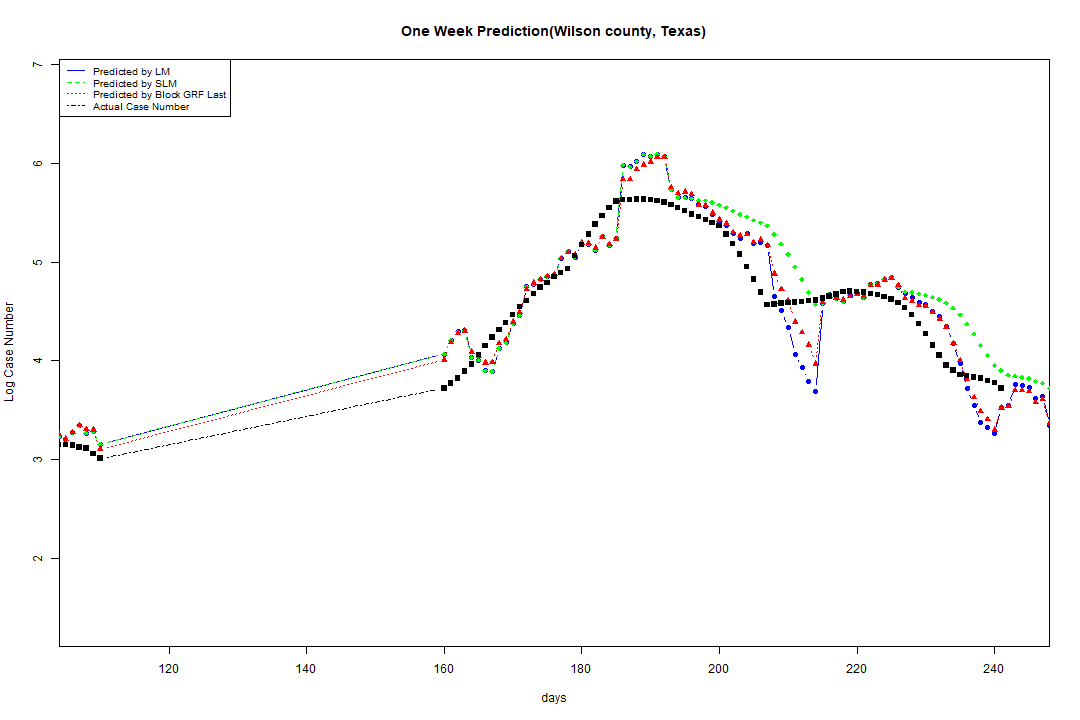 One Week Prediction(Wilson county, Texas)
Predicted by LM
Predicted by SLM
Predicted by Block GRF Last
Actual Case Number
7
6
5
4
3
2
Log Case Number
120 140 160 180 200 220 240
days